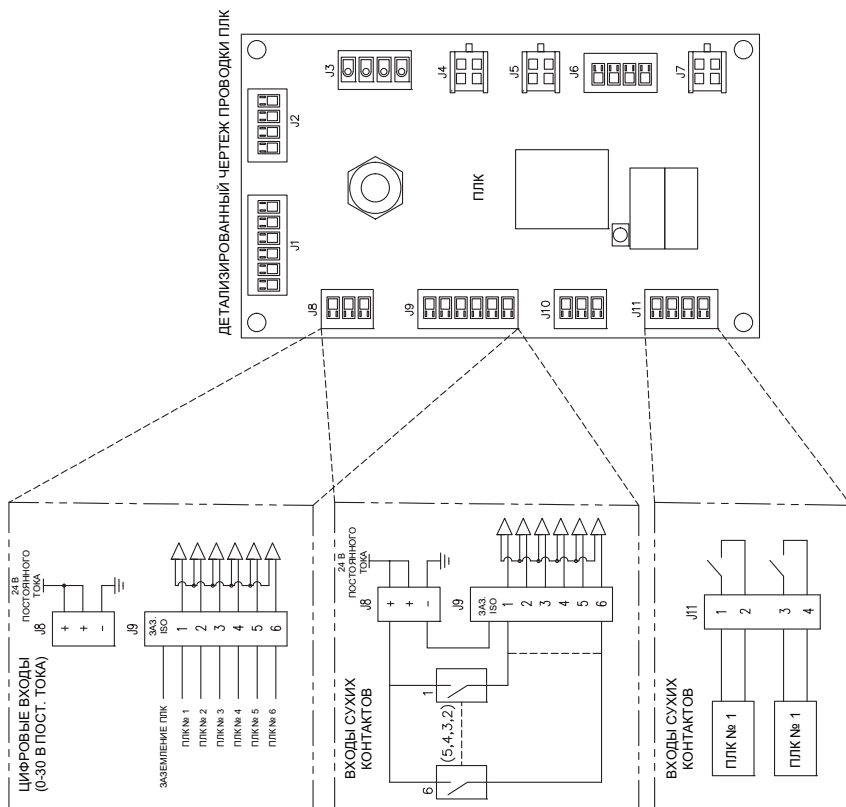 ДЕТАЛИЗИРОВАННЫЙ ЧЕРТЕЖ ПРОВОДКИ ПЛК
J1
J2
J3
J4
J5
J6
J7
ПЛК
J8
J9
J10
J11
ЦИФРОВЫЕ ВХОДЫ
(0-30 В ПОСТ. ТОКА)
24 В
ПОСТОЯННОГО
ТОКА
J8
+
+
-
J9
ЗАЗ.
ISO
1
2
3
4
5
6
ЗАЗЕМЛЕНИЕ ПЛК
ПЛК № 1
ПЛК № 2
ПЛК № 3
ПЛК № 4
ПЛК № 5
ПЛК № 6
ВХОДЫ СУХИХ
КОНТАКТОВ
24 В
ПОСТОЯННОГО
ТОКА
J8
+
+
-
J9
ЗАЗ.
ISO
1
2
3
4
5
6
1
(5,4,3,2)
6
ВХОДЫ СУХИХ
КОНТАКТОВ
J11
1
2
3
4
ПЛК № 1
ПЛК № 1